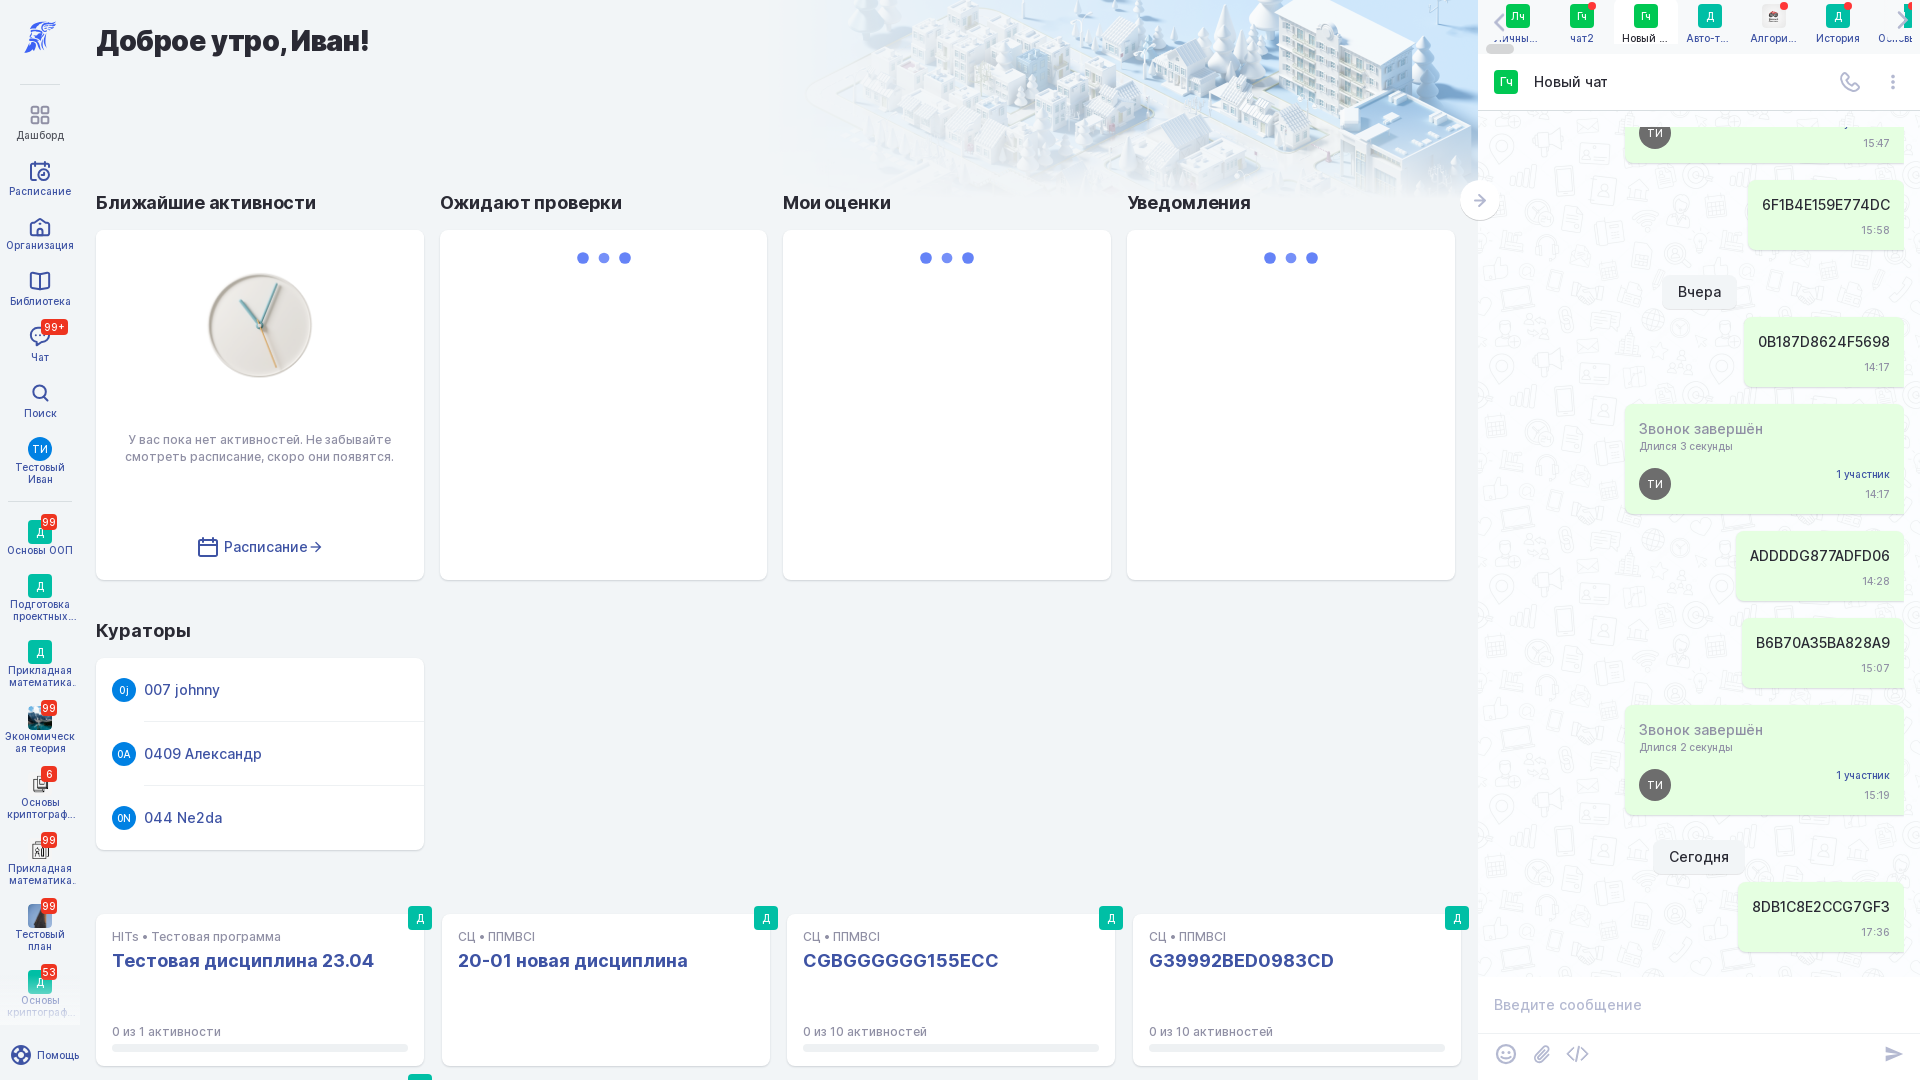 Доброе утро, Иван!
Дашборд
Расписание
Организация
Библиотека
99+
Чат
Поиск
ТИ
Тестовый
Иван
99
Д
Основы ООП
Д
Подготовка
проектных...
Д
Прикладная
математика.
99
Экономическ
ая теория
6
Основы
криптограф...
99
Прикладная
математика.
99
Тестовый
план
53
Д
Основы
криптограф...
Помощь
Ближайшие активности
У вас пока нет активностей. Не забывайте
смотреть расписание, скоро они появятся.
Расписание
Ожидают проверки
Мои оценки
Уведомления
Кураторы
0j 007 johnny
0А 0409 Александр
0N 044 Ne2da
Д
HITs • Тестовая программа
Тестовая дисциплина 23.04
0 из 1 активности
Д
СЦ • ППМВСІ
20-01 новая дисциплина
Д
СЦ • ППМВСІ
CGBGGGGGG155ECC
0 из 10 активностей
Д
СЦ • ППМВСІ
G39992BED0983CD
0 из 10 активностей
Лч
Гч
чат2
Гч
Новый ...
Д
Авто-т...
Алгори...
Д
История
Гч Новый чат
ТИ
15:47
6F1B4E159E774DC
15:58
Вчера
0B187D8624F5698
14:17
Звонок завершён
Длился 3 секунды
ТИ
1 участник
14:17
ADDDDG877ADFD06
14:28
B6B70A35BA828A9
15:07
Звонок завершён
Длился 2 секунды
ТИ
1 участник
15:19
Сегодня
8DB1C8E2CCG7GF3
17:36
Введите сообщение